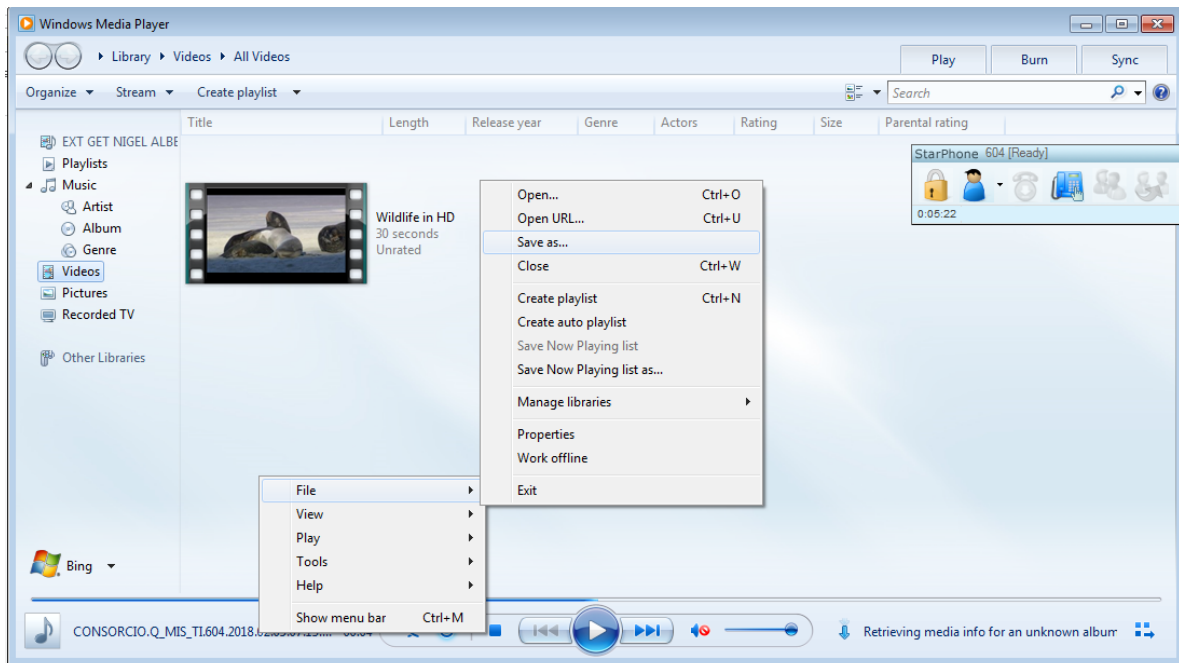 Windows Media Player
Library Videos All Videos
Play Burn Sync
Organize Stream Create playlist
Search
Title Length Release year Genre Actors Rating Size Parental rating
EXT GET NIGEL ALBE
Playlists
Music
Artist
Album
Genre
Videos
Pictures
Recorded TV
Other Libraries
Bing
Wildlife in HD
30 seconds
Unrated
StarPhone 604 [Ready]
0:05:22
Open... Ctrl+O
Open URL... Ctrl+U
Save as...
Close Ctrl+W
Create playlist Ctrl+N
Create auto playlist
Save Now Playing list
Save Now Playing list as...
Manage libraries
Properties
Work offline
Exit
File
View
Play
Tools
Help
Show menu bar Ctrl+M
CONSORCIO.Q_MIS_TI.604.2018.
Retrieving media info for an unknown album